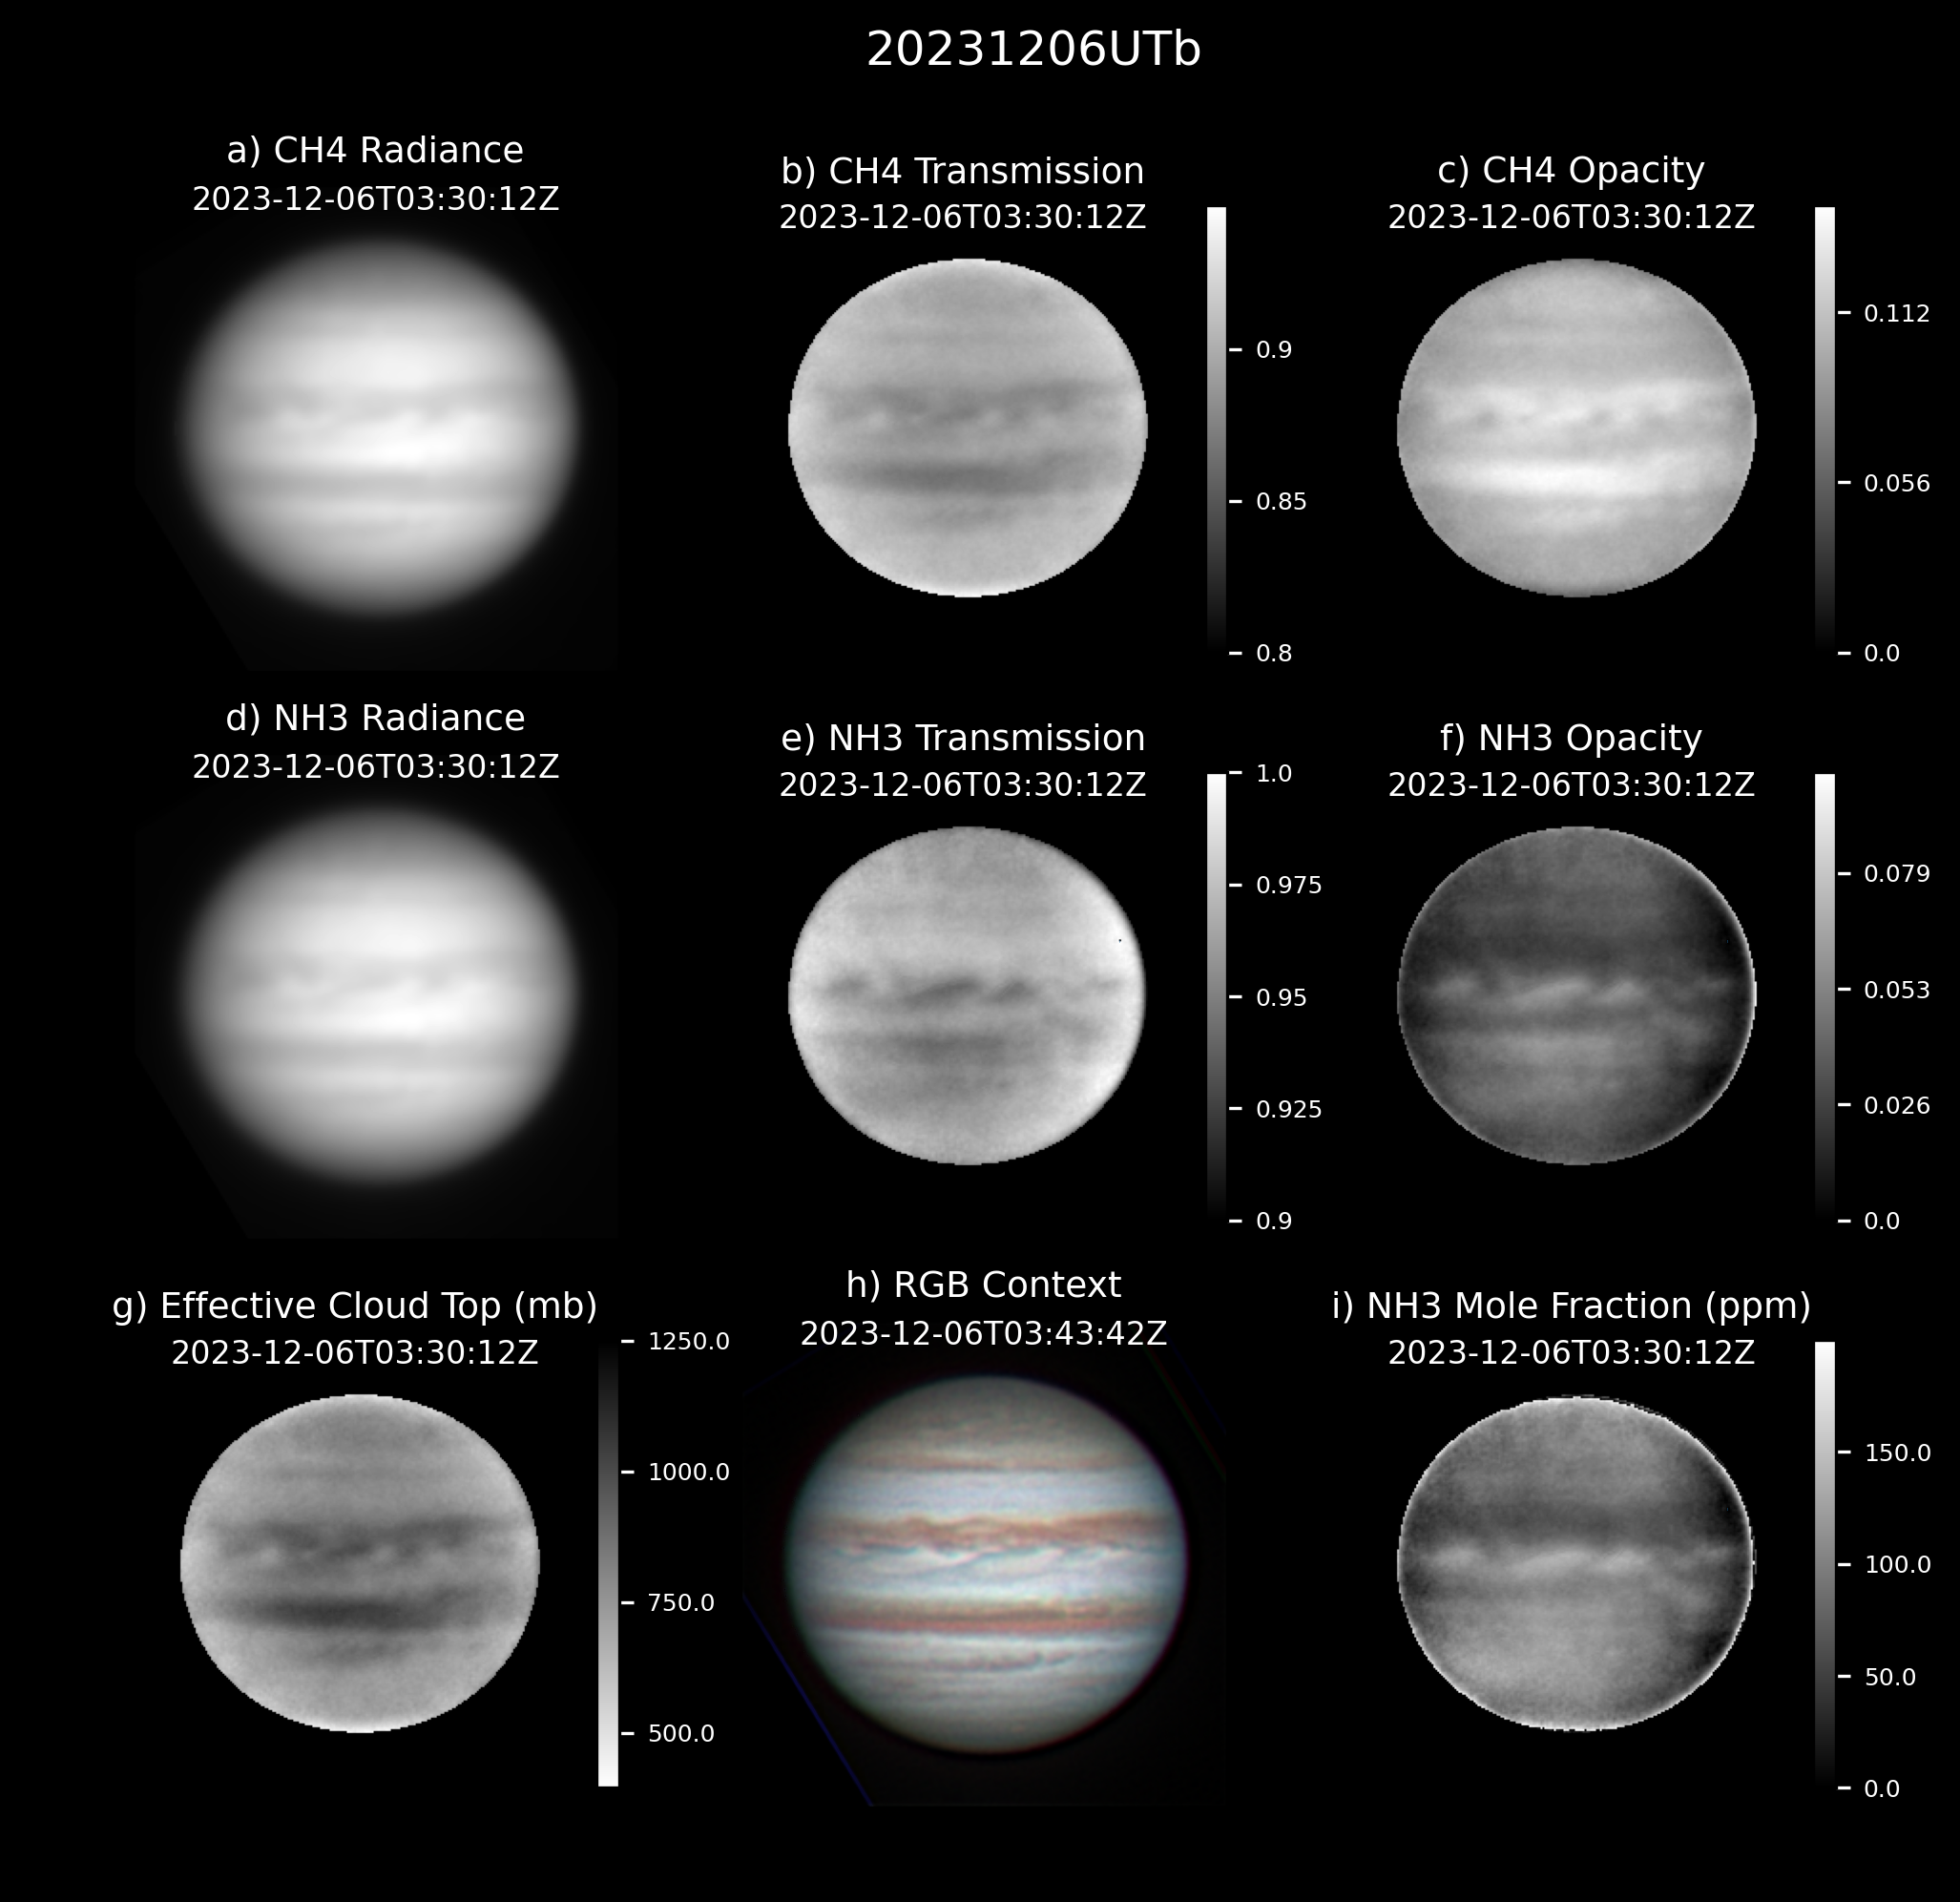 20231206UTb
a) CH4 Radiance
2023-12-06T03:30:12Z
b) CH4 Transmission
2023-12-06T03:30:12Z
0.9
0.85
0.8
c) CH4 Opacity
2023-12-06T03:30:12Z
0.112
0.056
0.0
d) NH3 Radiance
2023-12-06T03:30:12Z
e) NH3 Transmission
2023-12-06T03:30:12Z
1.0
0.975
0.95
0.925
0.9
f) NH3 Opacity
2023-12-06T03:30:12Z
0.079
0.053
0.026
0.0
g) Effective Cloud Top (mb)
2023-12-06T03:30:12Z
1250.0
1000.0
750.0
500.0
h) RGB Context
2023-12-06T03:43:42Z
i) NH3 Mole Fraction (ppm)
2023-12-06T03:30:12Z
150.0
100.0
50.0
0.0